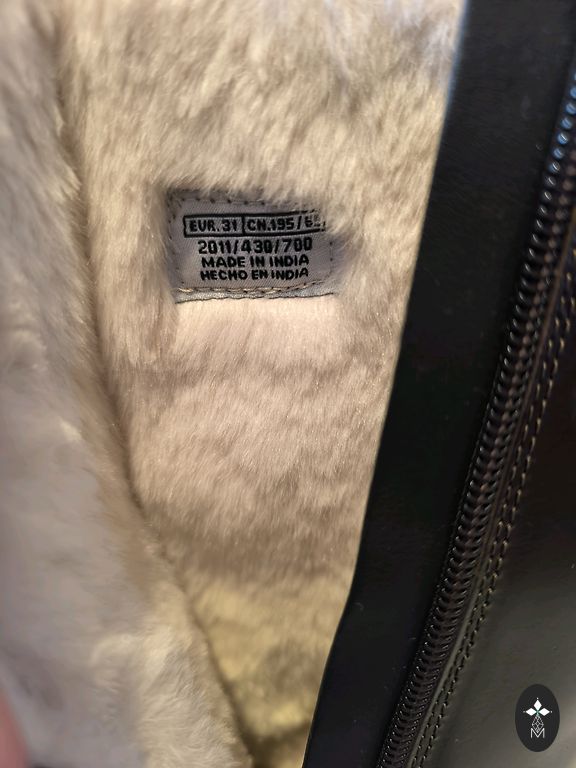 EUR. 31 CN.195/
2011/430/700
MADE IN INDIA
HECHO EN INDIA
M